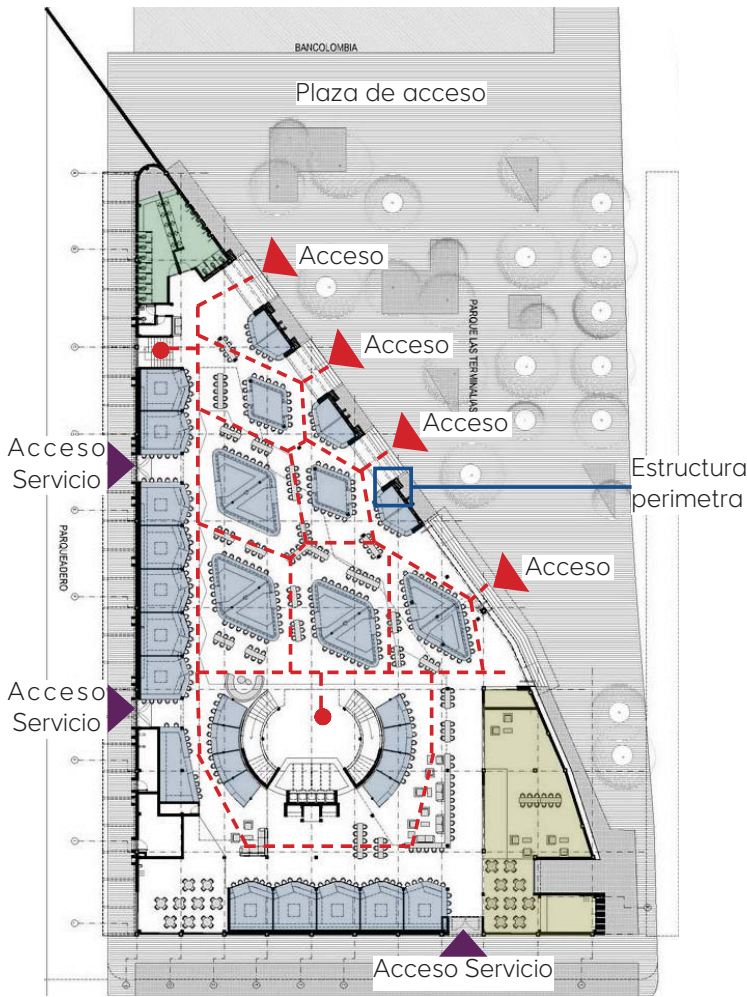 BANCOLOMBIA
Plaza de acceso
Acceso
Acceso
PARQUE LAS TERMINALIAS
Acceso
Acceso
Servicio
Estructura
perimetra
PARQUEADERO
Acceso
Acceso
Servicio
Acceso Servicio